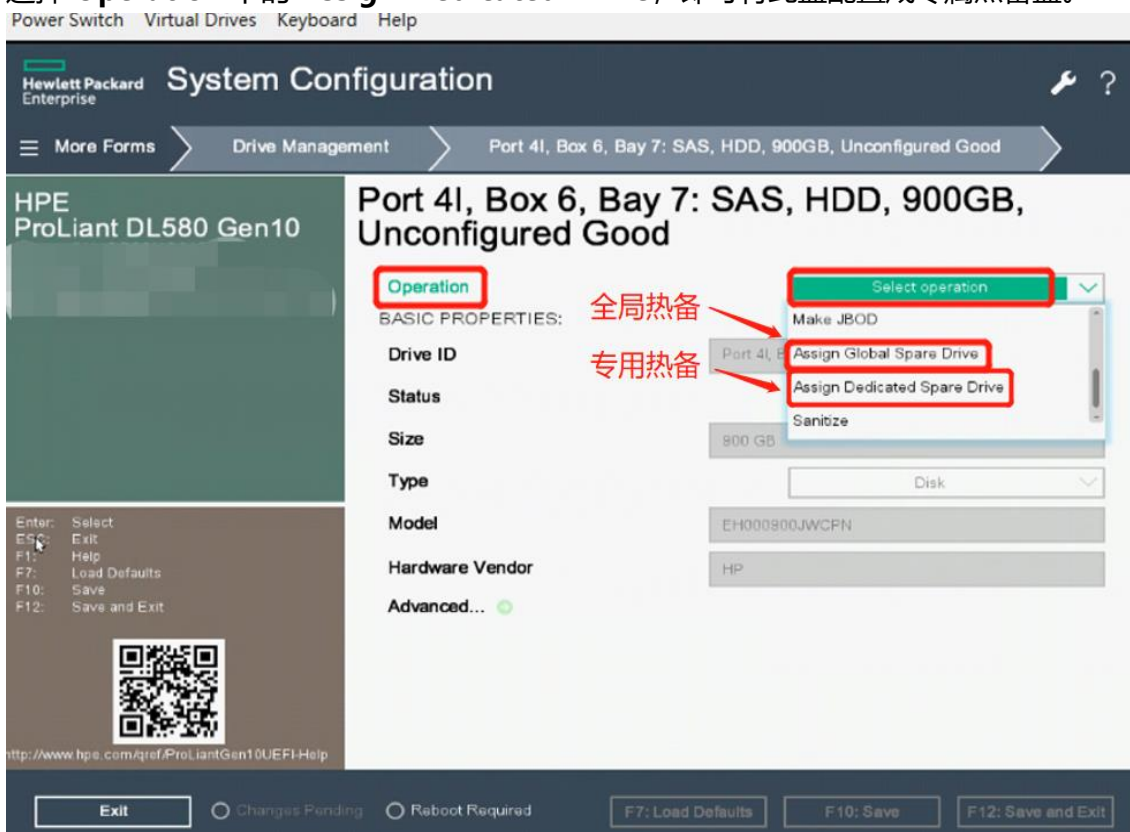 Power Switch Virtual Drives Keyboard Help
Hewlett Packard
Enterprise
System Configuration
?
More Forms
Drive Management
Port 4I, Box 6, Bay 7: SAS, HDD, 900GB, Unconfigured Good
HPE
ProLiant DL580 Gen10
Port 4I, Box 6, Bay 7: SAS, HDD, 900GB,
Unconfigured Good
Operation
Select operation
全局热备
专用热备
Make JBOD
Assign Global Spare Drive
Assign Dedicated Spare Drive
Sanitize
BASIC PROPERTIES:
Drive ID
Port 4I,
Status
Size
900 GB
Type
Disk
Model
EH000900JWCPN
Hardware Vendor
HP
Advanced...
Enter: Select
ESC: Exit
F1: Help
F7: Load Defaults
F10: Save
F12: Save and Exit
http://www.hpe.com/qref/ProLiantGen10UEFI-Help
Exit
Changes Pending
Reboot Required
F7: Load Defaults
F10: Save
F12: Save and Exit